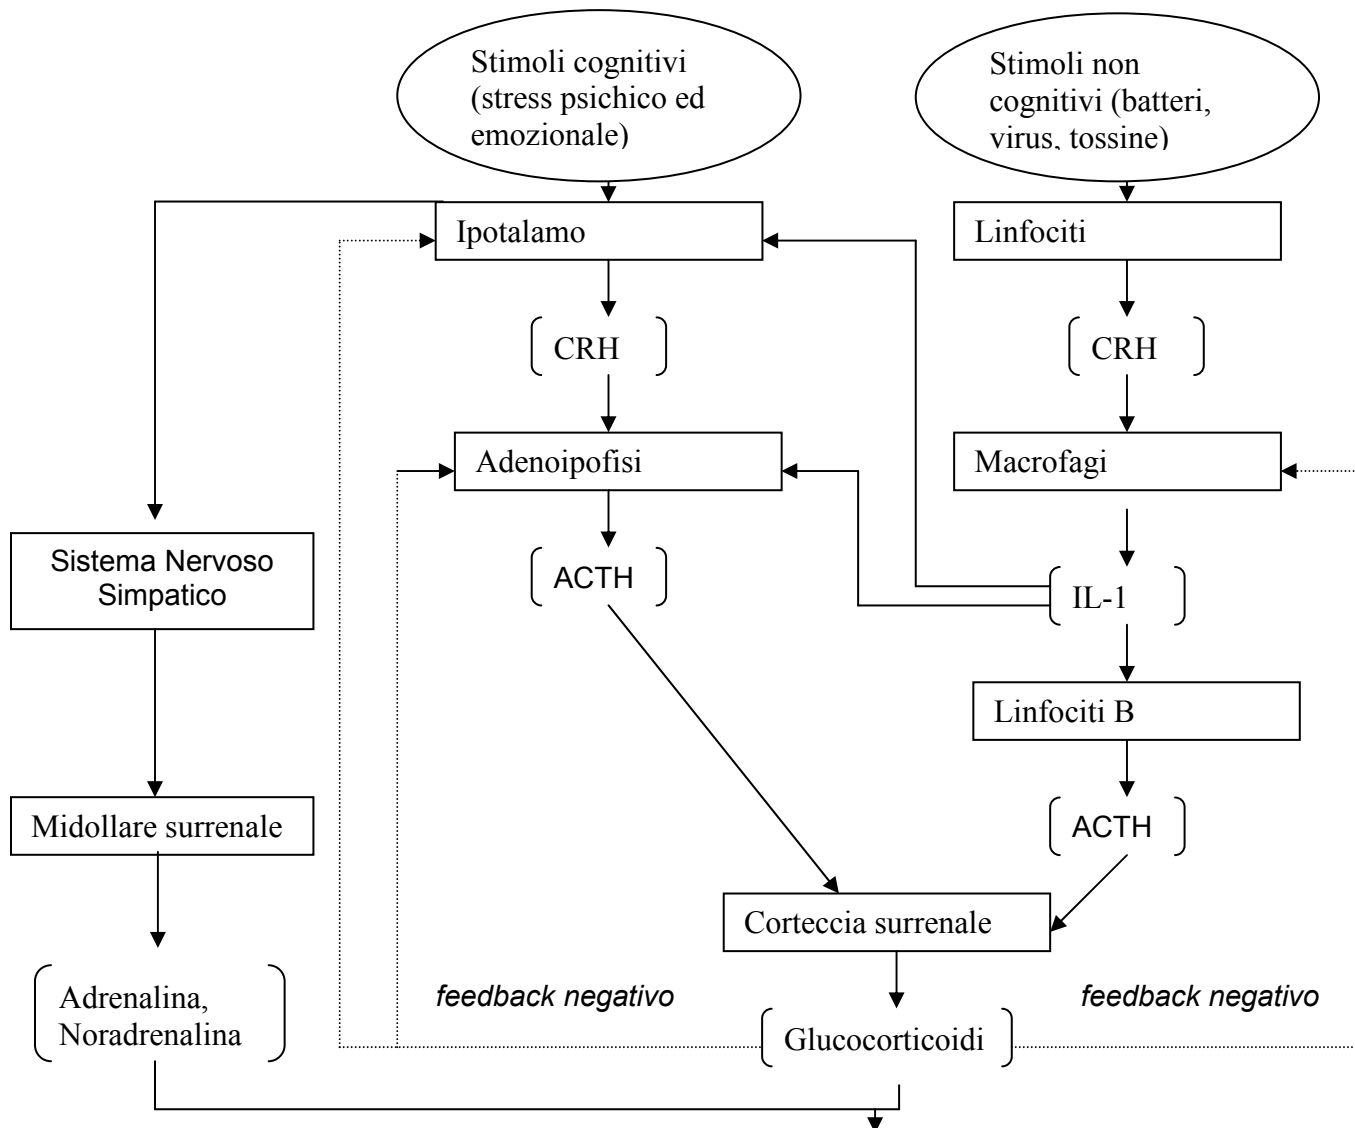 Stimoli cognitivi
(stress psichico ed
emozionale)
Stimoli non
cognitivi (batteri,
virus, tossine)
Ipotalamo
Linfociti
CRH
CRH
Adenoipofisi
Macrofagi
Sistema Nervoso
Simpatico
ACTH
IL-1
Linfociti B
Midollare surrenale
ACTH
Corteccia surrenale
Adrenalina,
Noradrenalina
feedback negativo
feedback negativo
Glucocorticoidi